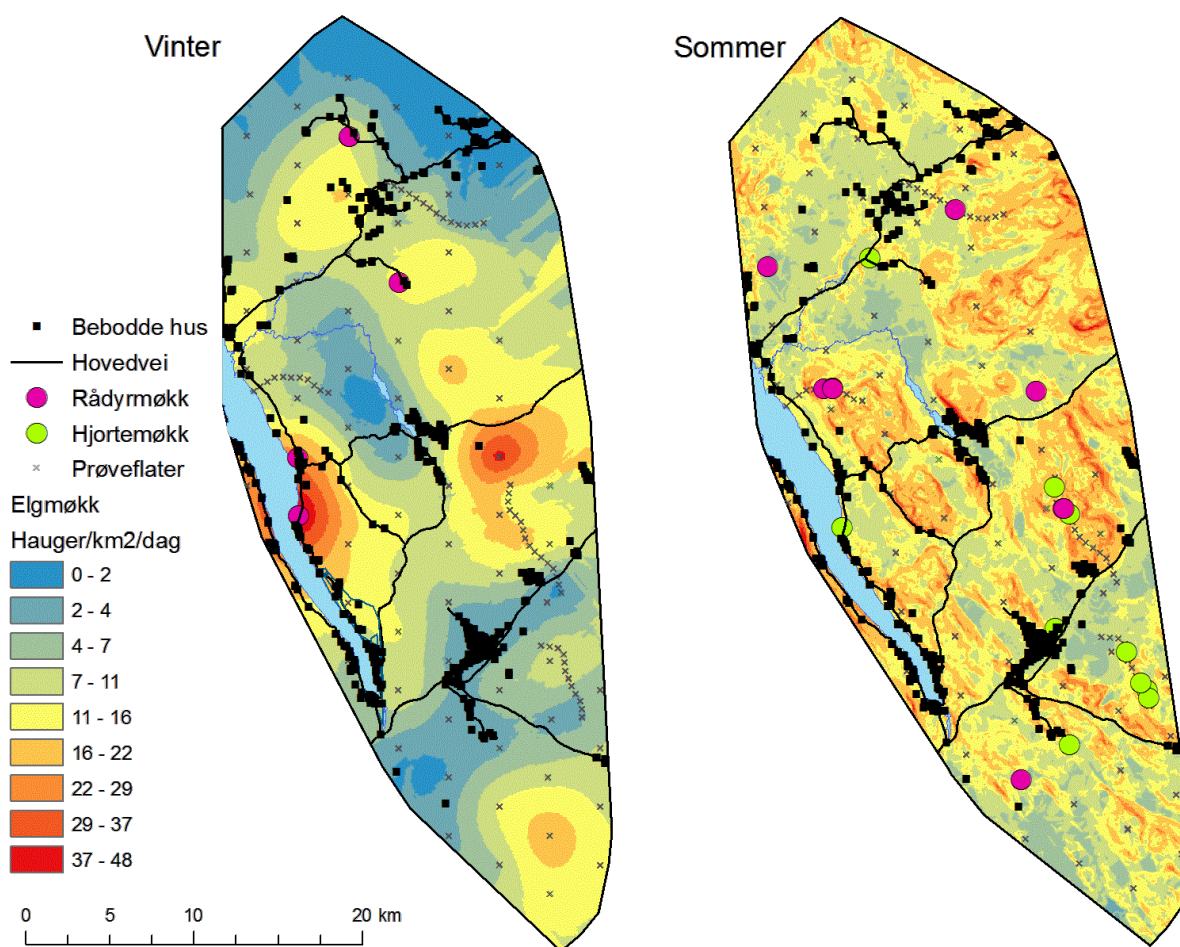 Vinter
Sommer
Bebodde hus
Hovedvei
Rådyrmøkk
Hjortemøkk
Prøveflater
Elgmøkk
Hauger/km2/dag
0 - 2
2 - 4
4 - 7
7 - 11
11 - 16
16 - 22
22 - 29
29 - 37
37 - 48
0 5 10 20 km